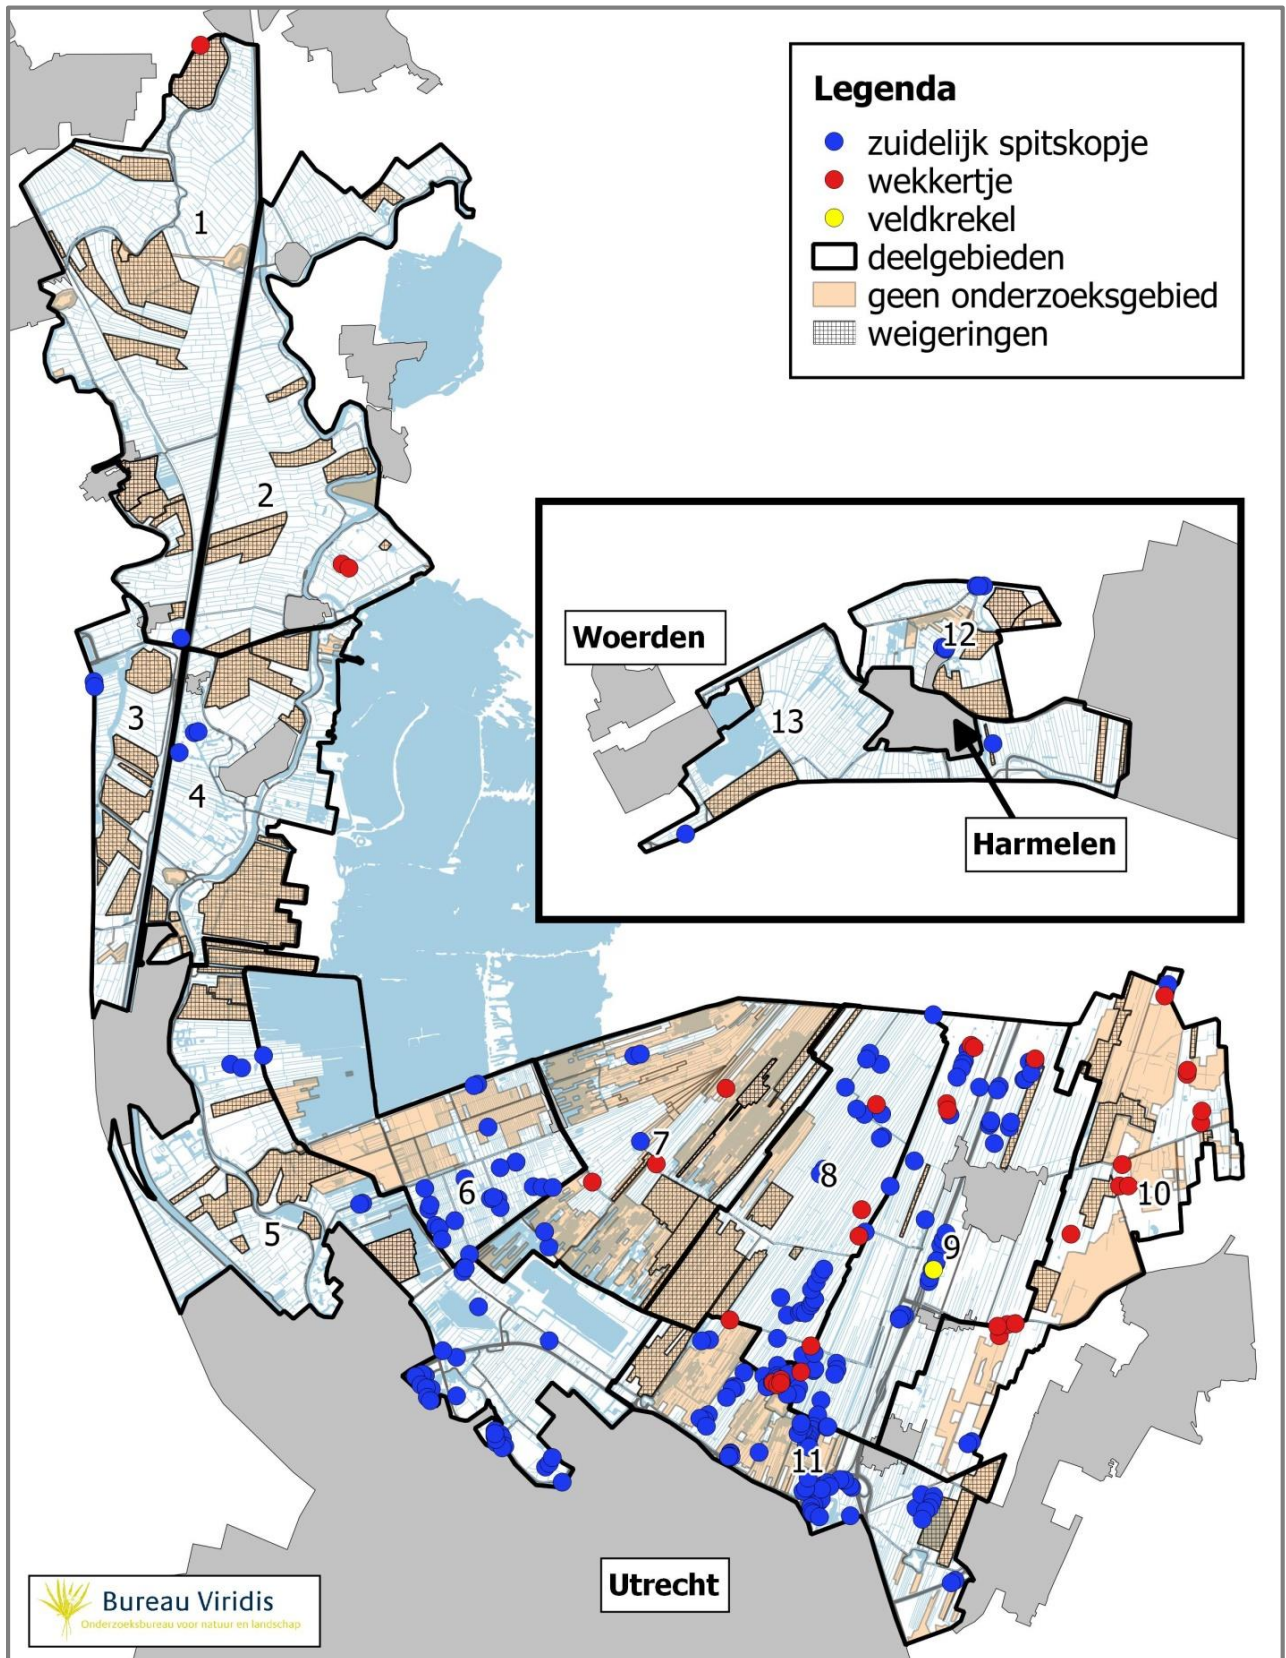 Legenda
zuidelijk spitskopje
wekkertje
veldkrekel
deelgebieden
geen onderzoeksgebied
weigeringen
1
2
3
4
Woerden
12
13
Harmelen
5
6
7
8
9
10
11
Utrecht
Bureau Viridis
Onderzoeksbureau voor natuur en landschap